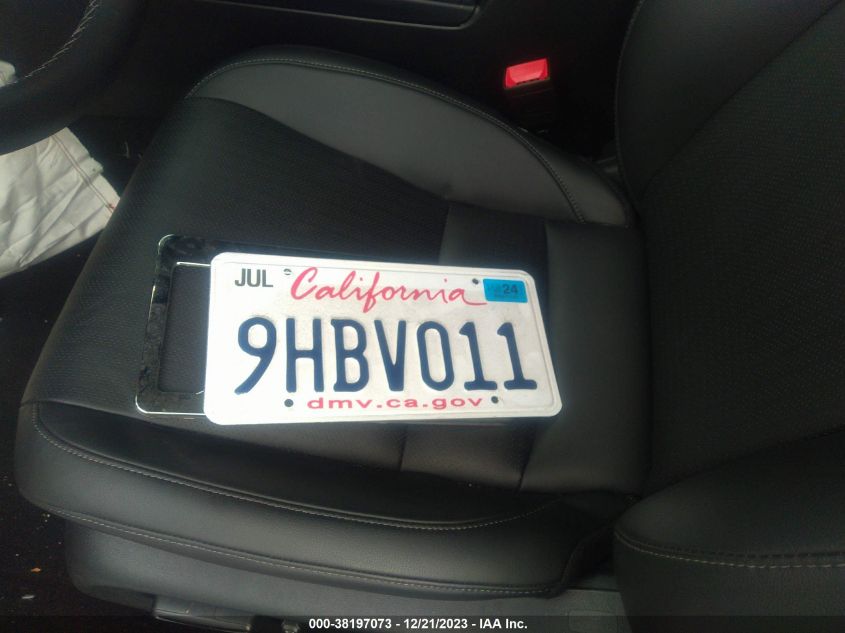 JUL California 24
9HBV011
dmv.ca.gov
000-38197073 - 12/21/2023 - IAA Inc.